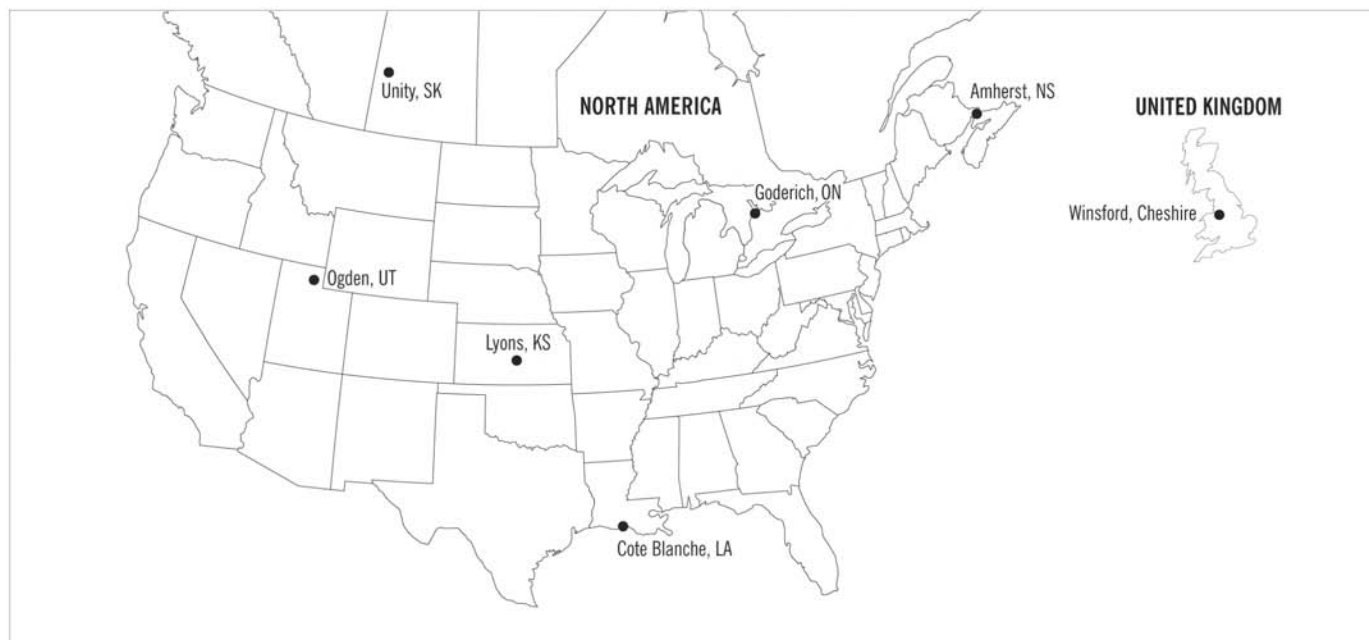 Unity, SK
NORTH AMERICA
Amherst, NS
UNITED KINGDOM
Goderich, ON
Winsford, Cheshire
Ogden, UT
Lyons, KS
Cote Blanche, LA